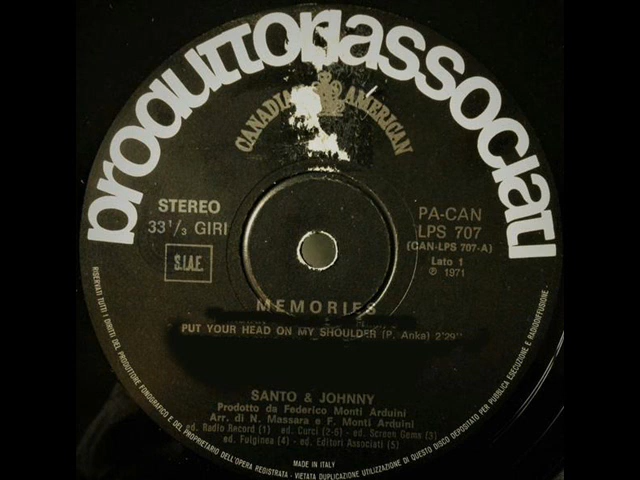 produttoriassociati
CANADIAN AMERICAN
STEREO
33 1/3 GIRI
S.I.A.E.
PA-CAN
LPS 707
(CAN-LPS 707-A)
Lato 1
℗ 1971
MEMORIES
PUT YOUR HEAD ON MY SHOULDER (P. Anka) 2'29"
SANTO & JOHNNY
Prodotto da Federico Monti Arduini
Arr. di N. Massara e F. Monti Arduini
ed. Radio Record (1) ed. Curci (2-6) - ed. Screen Gems (3)
ed. Fulginea (4) - ed. Editori Associati (5)
MADE IN ITALY
RISERVATI TUTTI I DIRITTI DEL PRODUTTORE FONOGRAFICO E DEL PROPRIETARIO DELL'OPERA REGISTRATA - VIETATA DUPLICAZIONE UTILIZZAZIONE DI QUESTO DISCO DEPOSITATO PER PUBBLICA ESECUZIONE E RADIODIFFUSIONE -